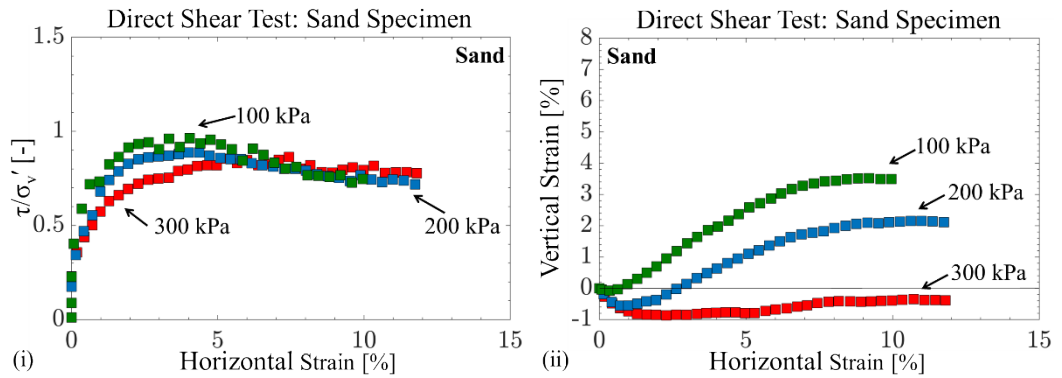 Direct Shear Test: Sand Specimen
1.5
1
0.5
0
τ/σᵥ′ [-]
Sand
100 kPa
300 kPa
200 kPa
0 5 10 15
(i) Horizontal Strain [%]
Direct Shear Test: Sand Specimen
8
7
6
5
4
3
2
1
0
-1
Vertical Strain [%]
Sand
100 kPa
200 kPa
300 kPa
0 5 10 15
(ii) Horizontal Strain [%]